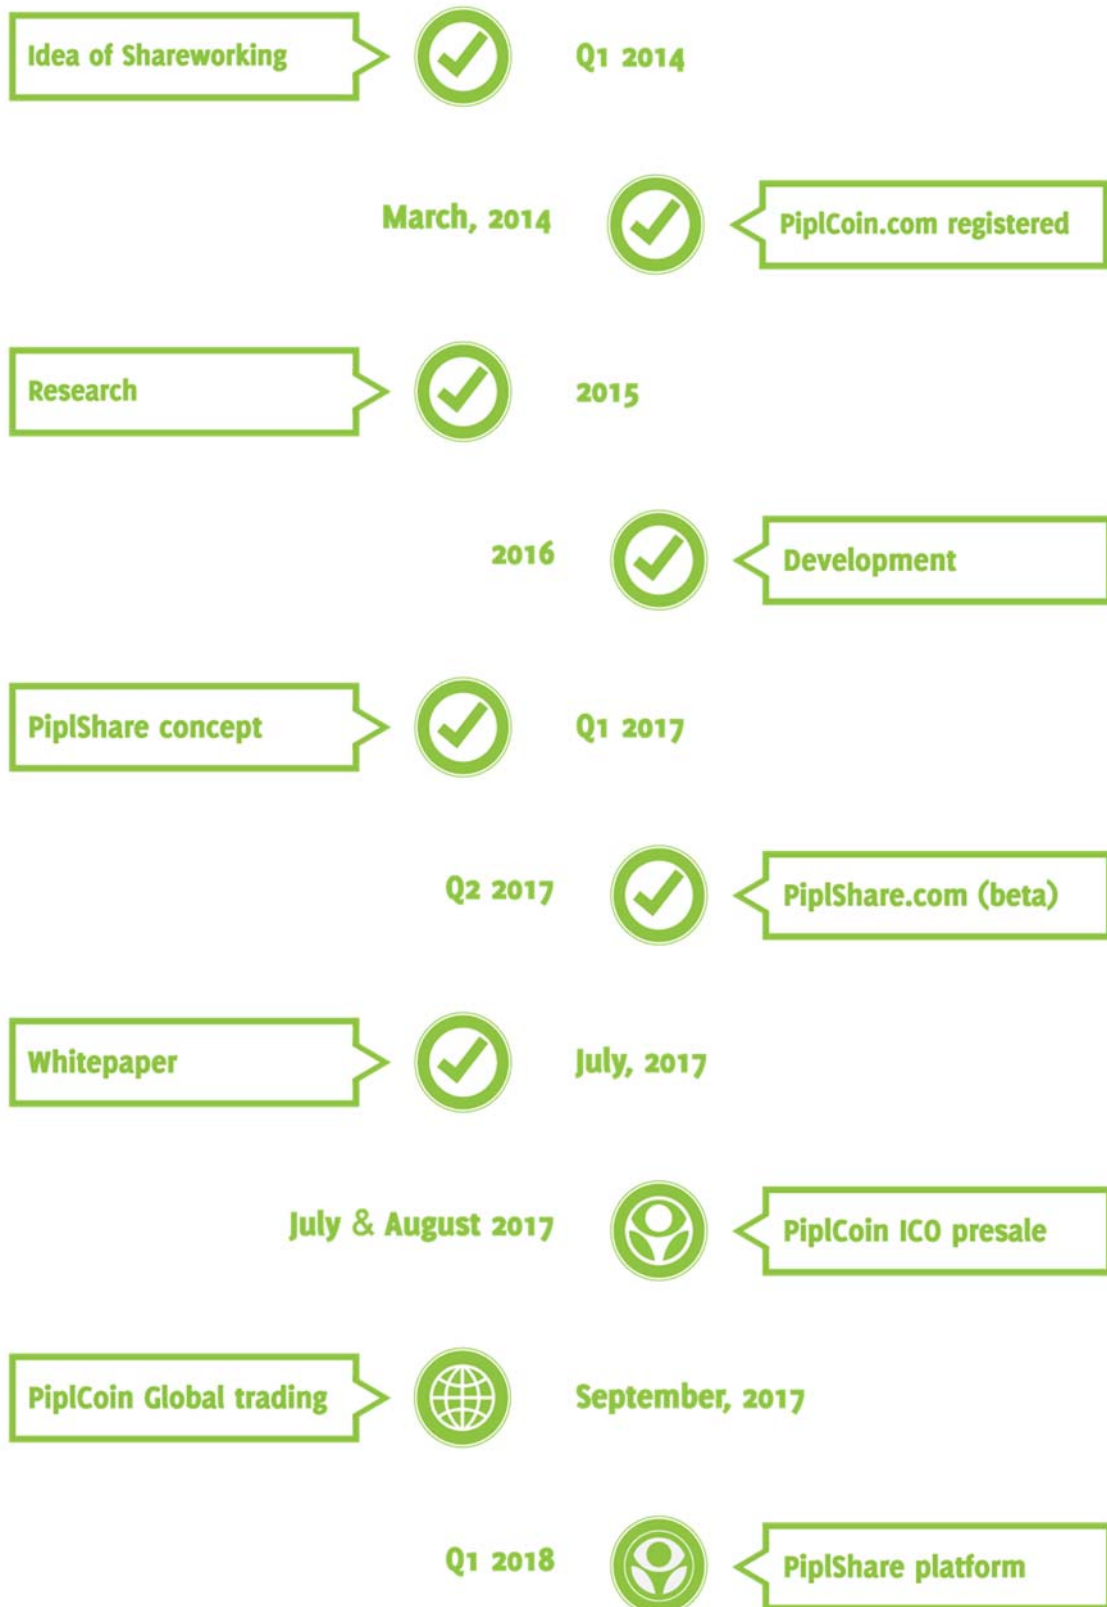 Idea of Shareworking
Q1 2014
March, 2014
PiplCoin.com registered
Research
2015
2016
Development
PiplShare concept
Q1 2017
Q2 2017
PiplShare.com (beta)
Whitepaper
July, 2017
July & August 2017
PiplCoin ICO presale
PiplCoin Global trading
September, 2017
Q1 2018
PiplShare platform